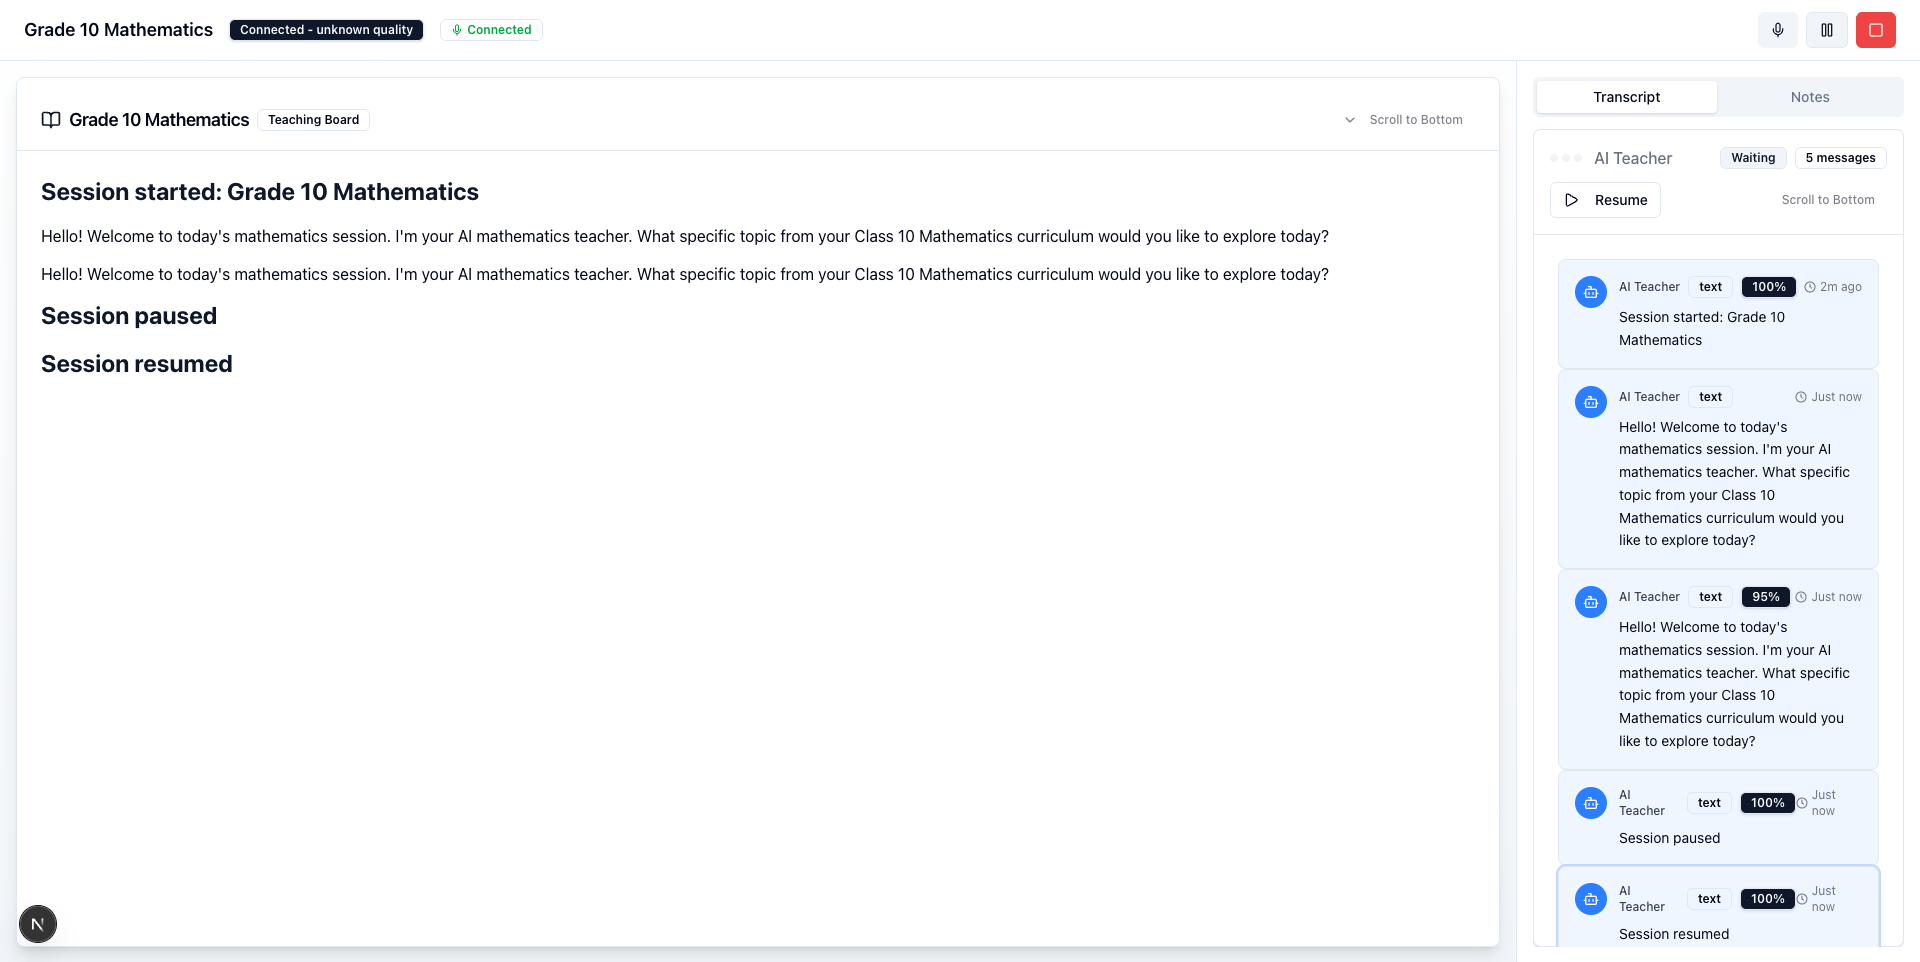 Grade 10 Mathematics
Connected - unknown quality
Connected
Grade 10 Mathematics
Teaching Board
Scroll to Bottom
Session started: Grade 10 Mathematics
Hello! Welcome to today's mathematics session. I'm your AI mathematics teacher. What specific topic from your Class 10 Mathematics curriculum would you like to explore today?
Hello! Welcome to today's mathematics session. I'm your AI mathematics teacher. What specific topic from your Class 10 Mathematics curriculum would you like to explore today?
Session paused
Session resumed
N
Transcript
Notes
AI Teacher
Waiting
5 messages
Resume
Scroll to Bottom
AI Teacher text 100% 2m ago
Session started: Grade 10
Mathematics
AI Teacher text Just now
Hello! Welcome to today's
mathematics session. I'm your AI
mathematics teacher. What specific
topic from your Class 10
Mathematics curriculum would you
like to explore today?
AI Teacher text 95% Just now
Hello! Welcome to today's
mathematics session. I'm your AI
mathematics teacher. What specific
topic from your Class 10
Mathematics curriculum would you
like to explore today?
AI
Teacher
text
100%
Just
now
Session paused
AI
Teacher
text
100%
Just
now
Session resumed